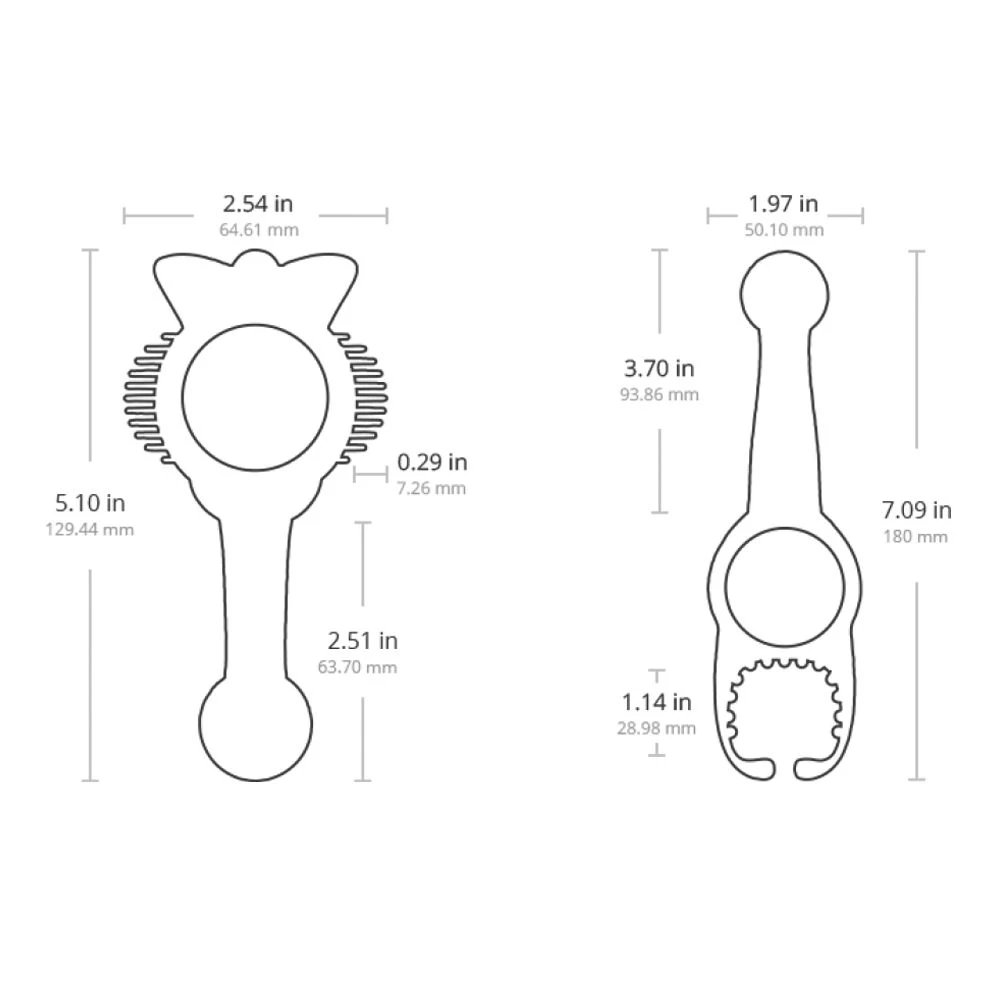 2.54 in
64.61 mm
5.10 in
129.44 mm
0.29 in
7.26 mm
2.51 in
63.70 mm
1.97 in
50.10 mm
3.70 in
93.86 mm
7.09 in
180 mm
1.14 in
28.98 mm